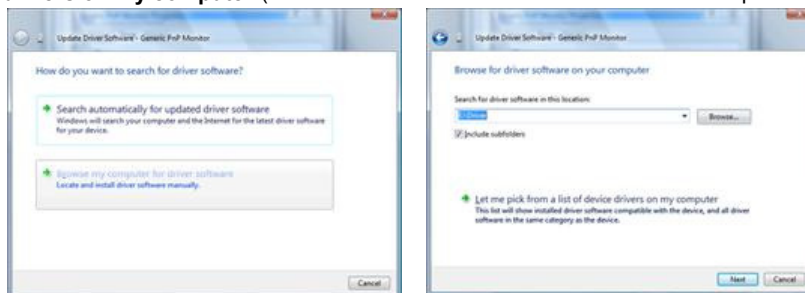 Update Driver Software - Generic PnP Monitor
How do you want to search for driver software?
Search automatically for updated driver software
Windows will search your computer and the Internet for the latest driver software
for your device.
Browse my computer for driver software
Locate and install driver software manually.
Cancel
Update Driver Software - Generic PnP Monitor
Browse for driver software on your computer
Search for driver software in this location:
Browse...
Include subfolders
Let me pick from a list of device drivers on my computer
This list will show installed driver software compatible with the device, and all driver
software in the same category as the device.
Next
Cancel